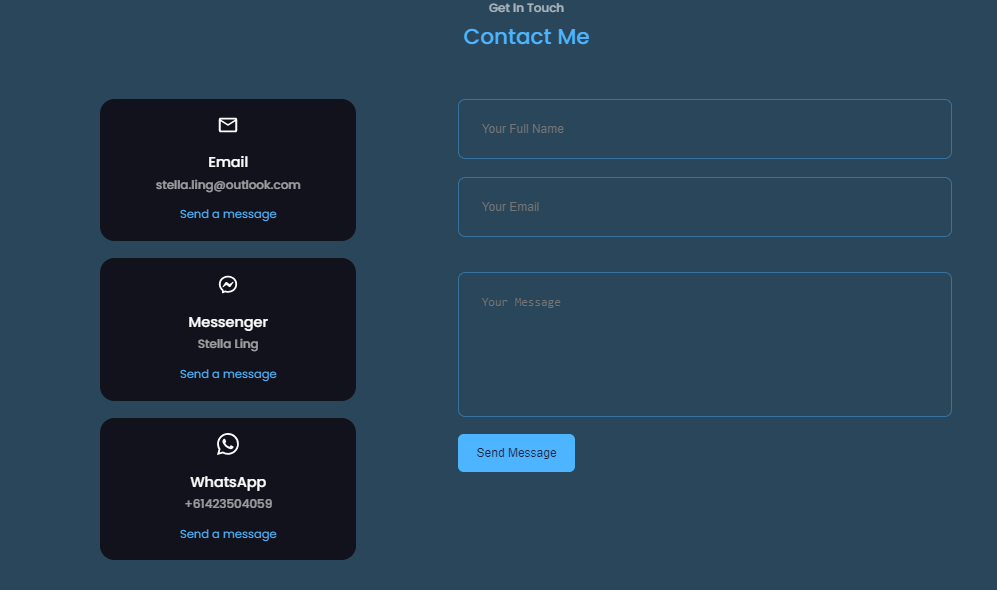 Get In Touch
Contact Me
Email
stella.ling@outlook.com
Send a message
Messenger
Stella Ling
Send a message
WhatsApp
+61423504059
Send a message
Your Full Name
Your Email
Your Message
Send Message